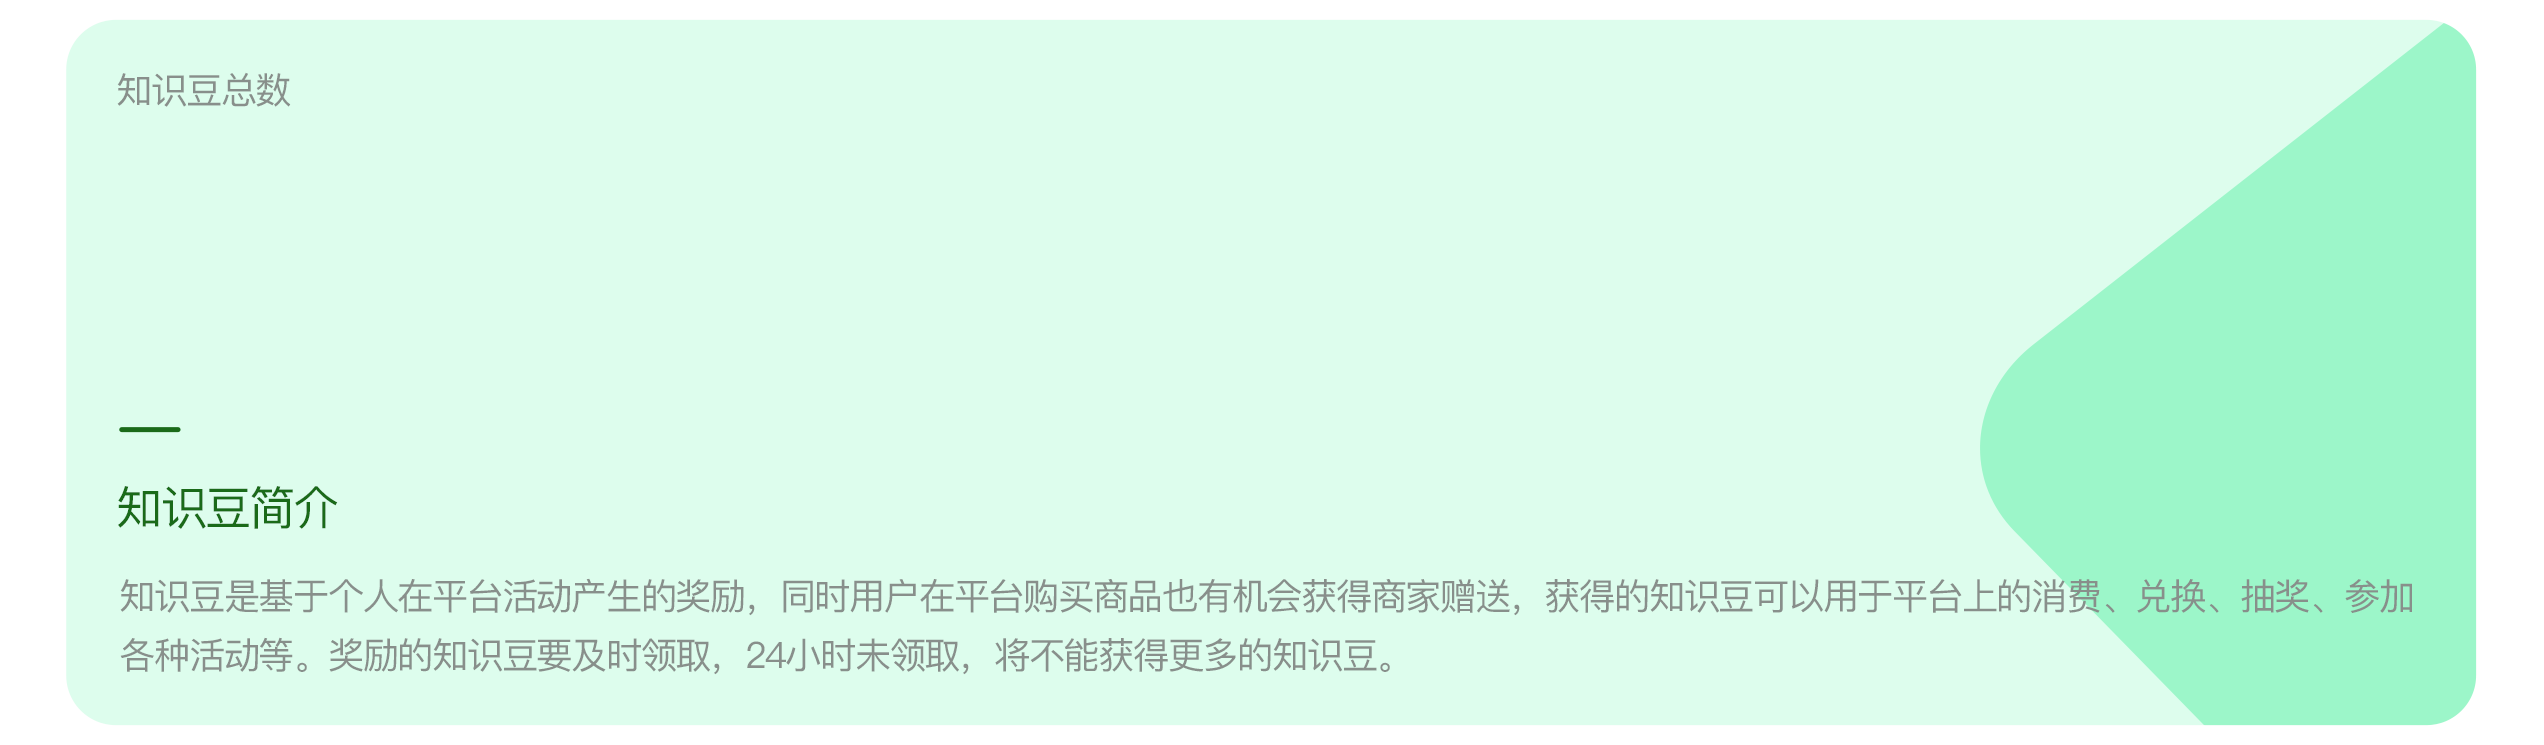 知识豆总数
知识豆简介
知识豆是基于个人在平台活动产生的奖励，同时用户在平台购买商品也有机会获得商家赠送，获得的知识豆可以用于平台上的消费、兑换、抽奖、参加
各种活动等。奖励的知识豆要及时领取，24小时未领取，将不能获得更多的知识豆。